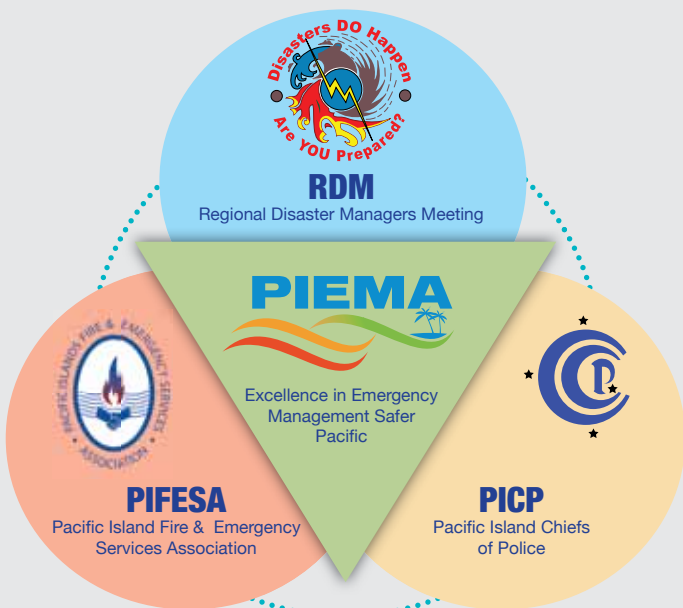 Disasters DO Happen
Are YOU Prepared?
RDM
Regional Disaster Managers Meeting
PIEMA
Excellence in Emergency
Management Safer
Pacific
PACIFIC ISLANDS FIRE & EMERGENCY SERVICES
ASSOCIATION
PIFESA
Pacific Island Fire & Emergency
Services Association
P
PICP
Pacific Island Chiefs
of Police